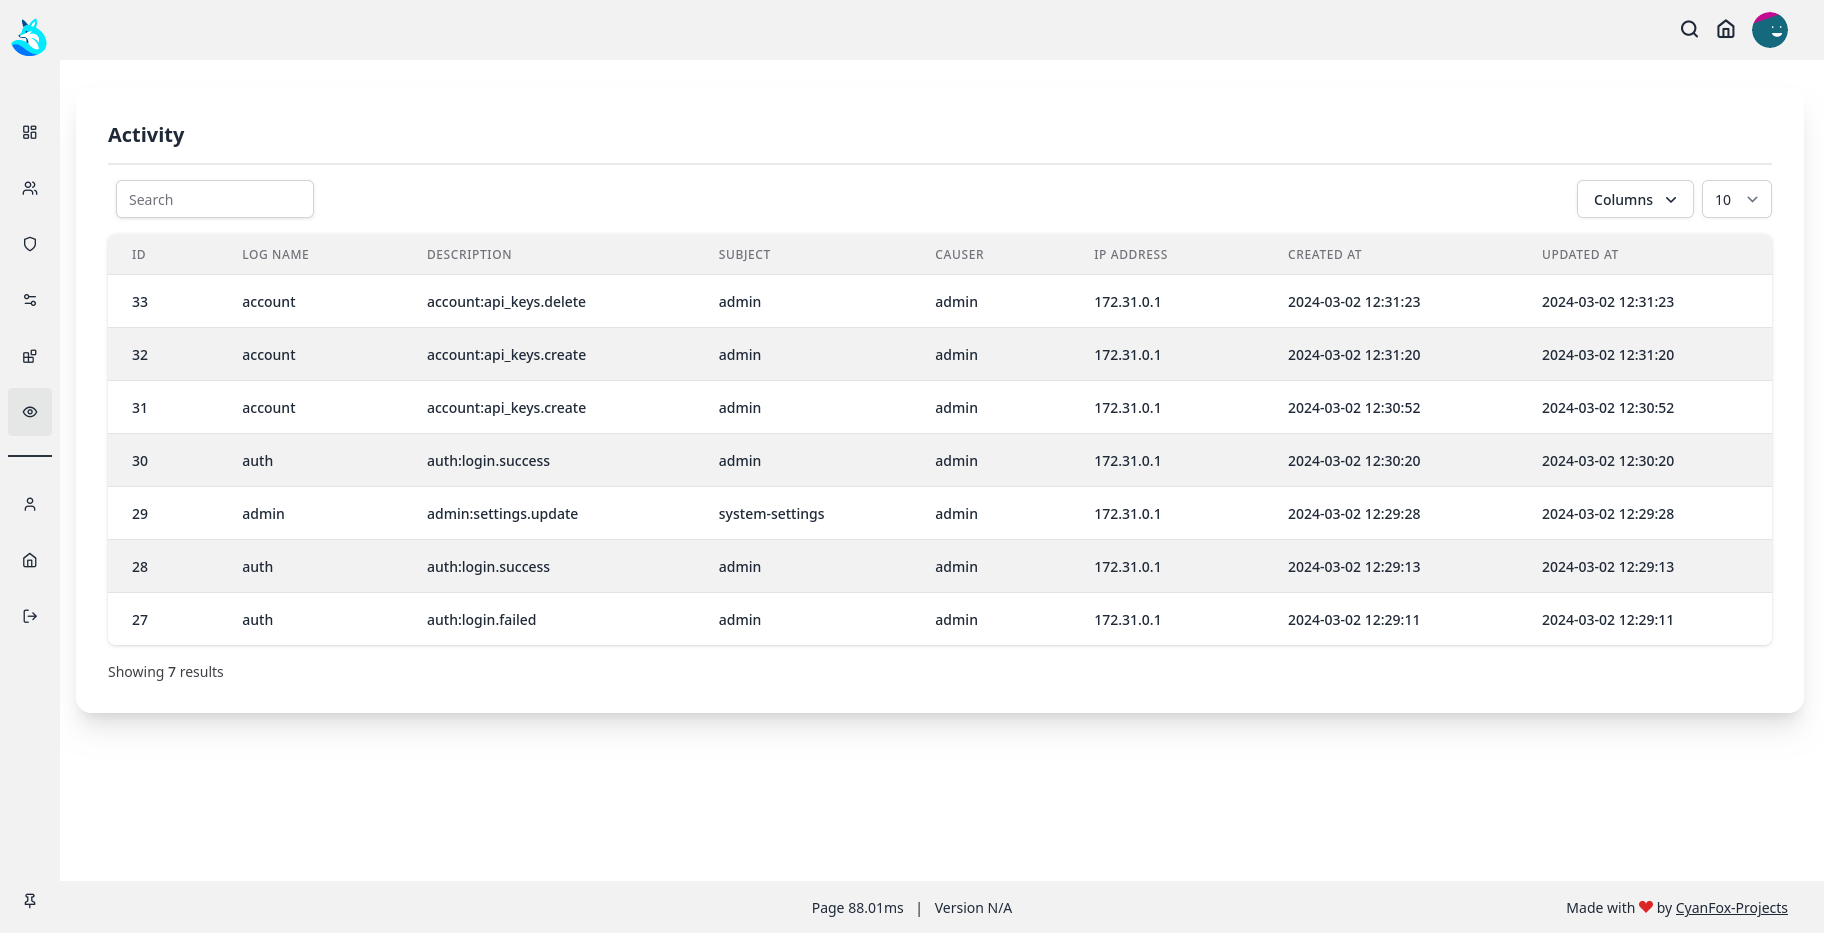 Activity
Search
Columns 10
ID LOG NAME DESCRIPTION SUBJECT CAUSER IP ADDRESS CREATED AT UPDATED AT
33 account account:api_keys.delete admin admin 172.31.0.1 2024-03-02 12:31:23 2024-03-02 12:31:23
32 account account:api_keys.create admin admin 172.31.0.1 2024-03-02 12:31:20 2024-03-02 12:31:20
31 account account:api_keys.create admin admin 172.31.0.1 2024-03-02 12:30:52 2024-03-02 12:30:52
30 auth auth:login.success admin admin 172.31.0.1 2024-03-02 12:30:20 2024-03-02 12:30:20
29 admin admin:settings.update system-settings admin 172.31.0.1 2024-03-02 12:29:28 2024-03-02 12:29:28
28 auth auth:login.success admin admin 172.31.0.1 2024-03-02 12:29:13 2024-03-02 12:29:13
27 auth auth:login.failed admin admin 172.31.0.1 2024-03-02 12:29:11 2024-03-02 12:29:11
Showing 7 results
Page 88.01ms | Version N/A
Made with ❤ by CyanFox-Projects